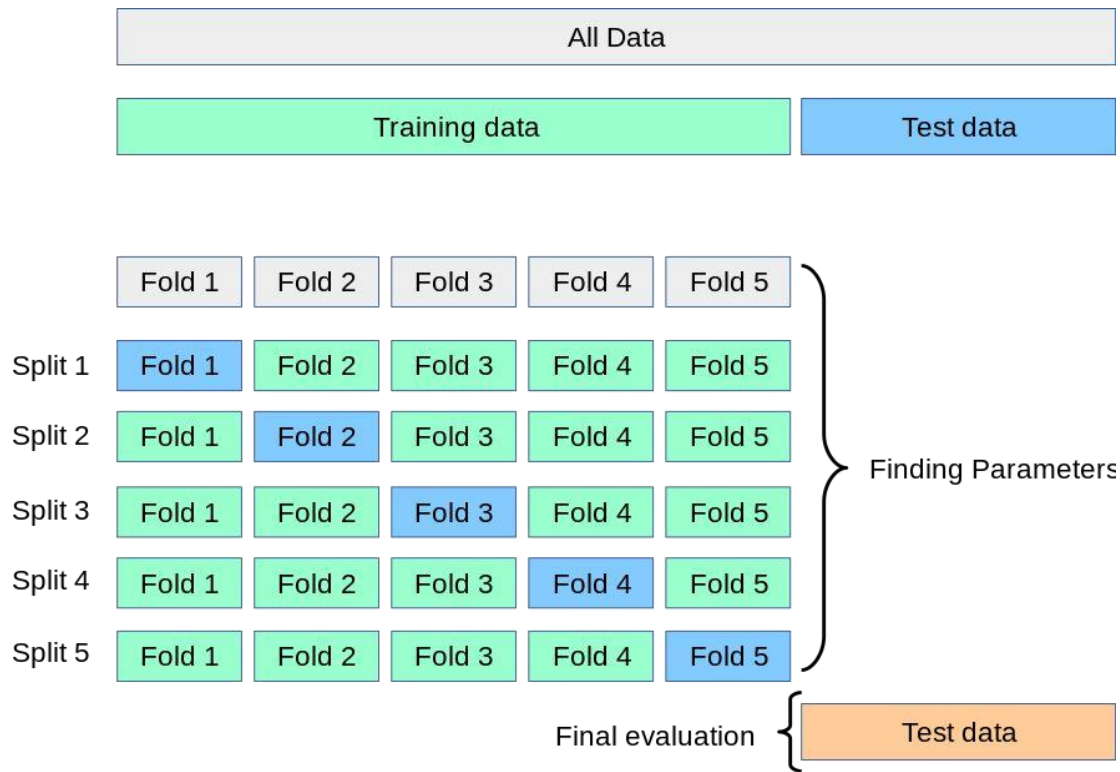 All Data
Training data Test data
Fold 1 Fold 2 Fold 3 Fold 4 Fold 5
Split 1 Fold 1 Fold 2 Fold 3 Fold 4 Fold 5
Split 2 Fold 1 Fold 2 Fold 3 Fold 4 Fold 5
Finding Parameters
Split 3 Fold 1 Fold 2 Fold 3 Fold 4 Fold 5
Split 4 Fold 1 Fold 2 Fold 3 Fold 4 Fold 5
Split 5 Fold 1 Fold 2 Fold 3 Fold 4 Fold 5
Final evaluation Test data